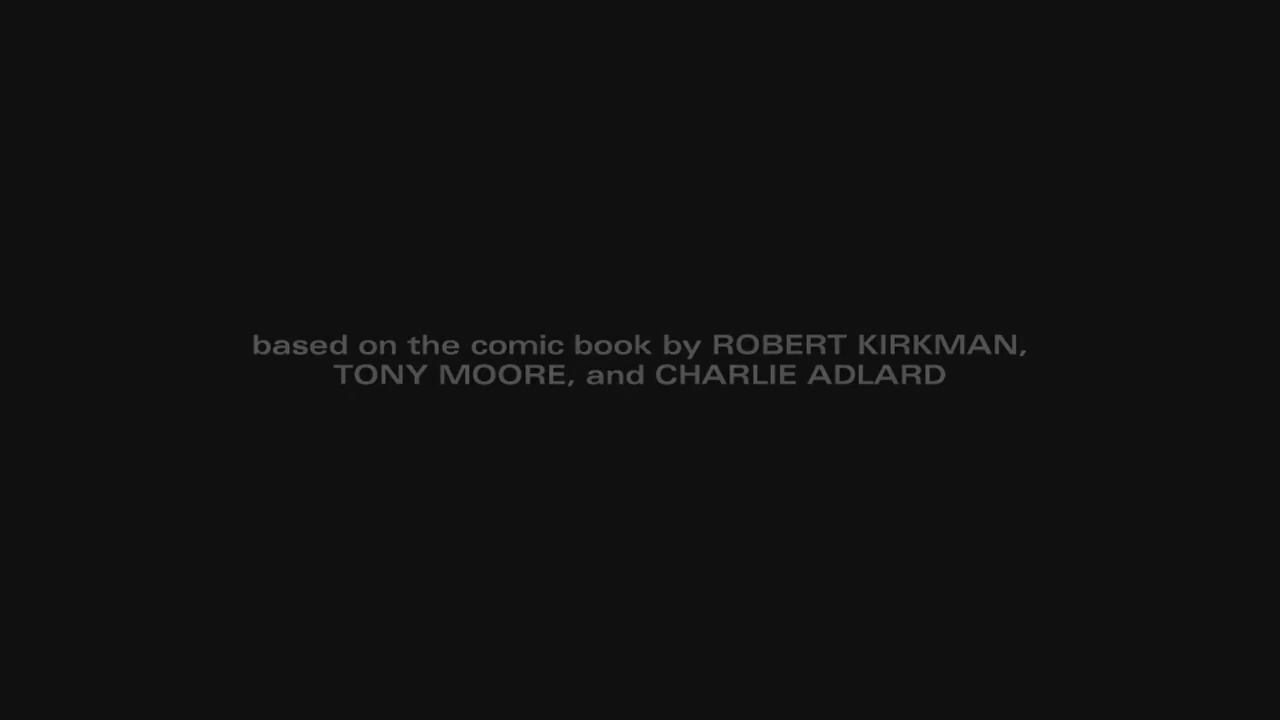 based on the comic book by ROBERT KIRKMAN,
TONY MOORE, and CHARLIE ADLARD